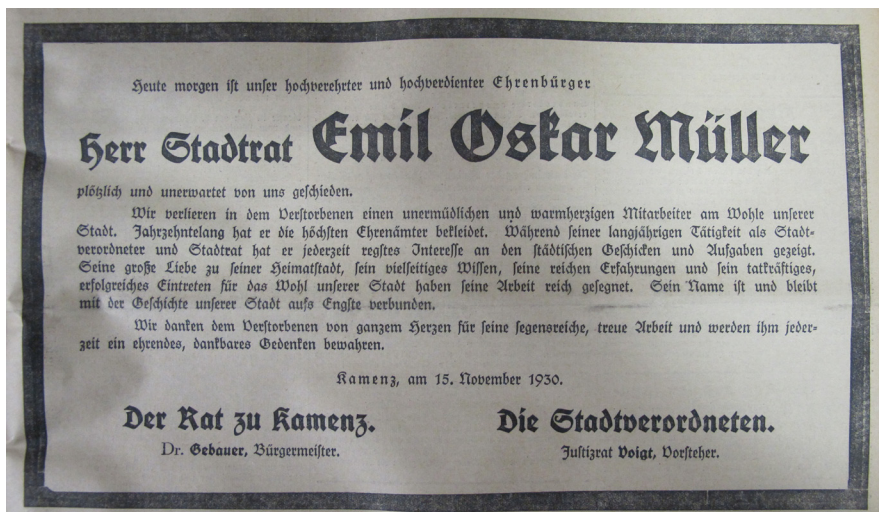 Heute morgen ist unser hochverehrter und hochverdienter Ehrenbürger
Herr Stadtrat Emil Oskar Müller
plötzlich und unerwartet von uns geschieden.
Wir verlieren in dem Verstorbenen einen unermüdlichen und warmherzigen Mitarbeiter am Wohle unserer
Stadt. Jahrzehntelang hat er die höchsten Ehrenämter bekleidet. Während seiner langjährigen Tätigkeit als Stadt-
verordneter und Stadtrat hat er jederzeit regstes Interesse an den städtischen Geschicken und Aufgaben gezeigt.
Seine große Liebe zu seiner Heimatstadt, sein vielseitiges Wissen, seine reichen Erfahrungen und sein tatkräftiges,
erfolgreiches Eintreten für das Wohl unserer Stadt haben seine Arbeit reich gesegnet. Sein Name ist und bleibt
mit der Geschichte unserer Stadt aufs Engste verbunden.
Wir danken dem Verstorbenen von ganzem Herzen für seine segensreiche, treue Arbeit und werden ihm jeder-
zeit ein ehrendes, dankbares Gedenken bewahren.
Kamenz, am 15. November 1930.
Der Rat zu Kamenz.
Dr. Gebauer, Bürgermeister.
Die Stadtverordneten.
Justizrat Voigt, Vorsteher.